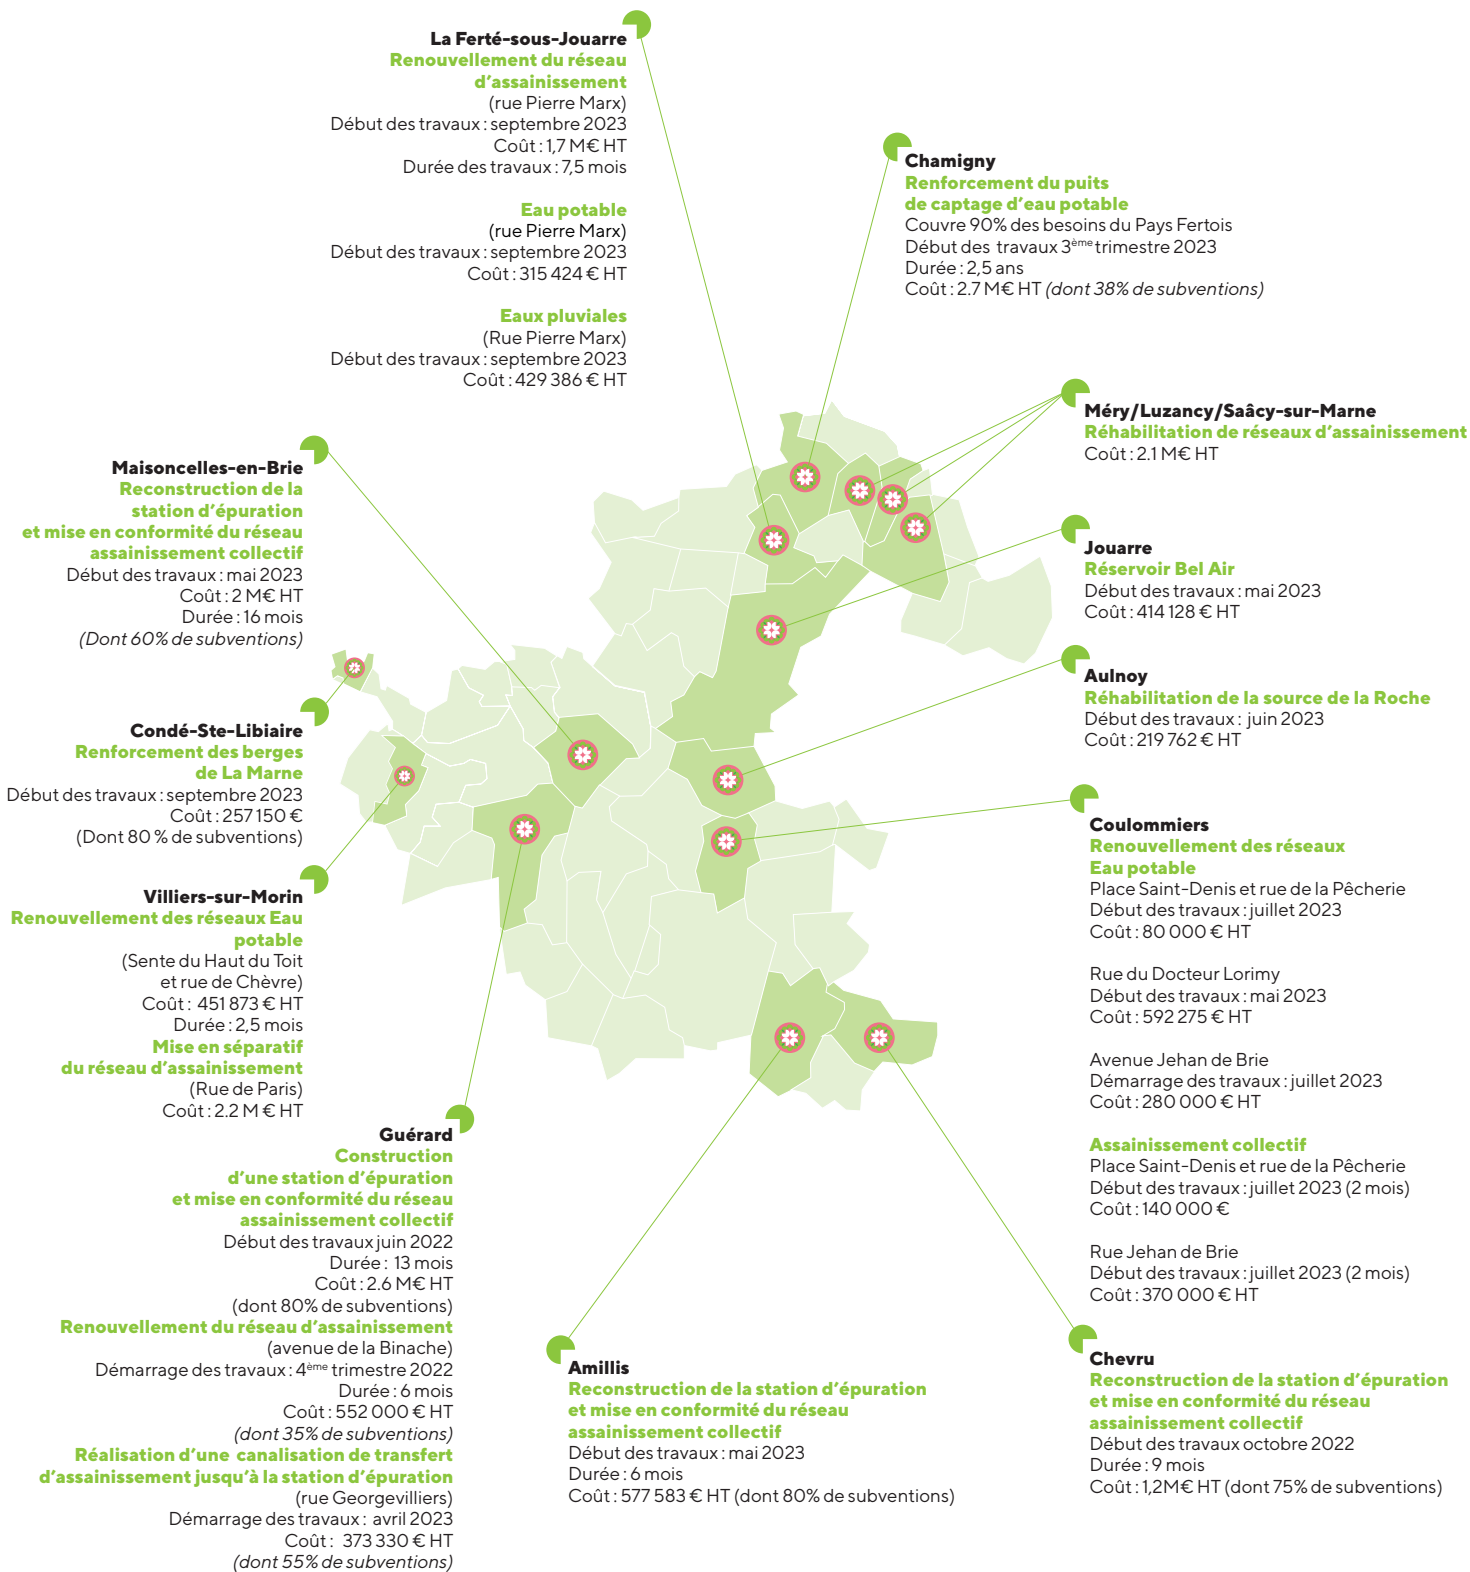 La Ferté-sous-Jouarre
Renouvellement du réseau
d'assainissement
(rue Pierre Marx)
Début des travaux : septembre 2023
Coût : 1,7 M€ HT
Durée des travaux : 7,5 mois
Eau potable
(rue Pierre Marx)
Début des travaux : septembre 2023
Coût : 315 424 € HT
Eaux pluviales
(Rue Pierre Marx)
Début des travaux : septembre 2023
Coût : 429 386 € HT
Chamigny
Renforcement du puits
de captage d'eau potable
Couvre 90% des besoins du Pays Fertois
Début des travaux 3ème trimestre 2023
Durée : 2,5 ans
Coût : 2.7 M€ HT (dont 38% de subventions)
Méry/Luzancy/Saâcy-sur-Marne
Réhabilitation de réseaux d'assainissement
Coût : 2.1 M€ HT
Maisoncelles-en-Brie
Reconstruction de la
station d'épuration
et mise en conformité du réseau
assainissement collectif
Début des travaux : mai 2023
Coût : 2 M€ HT
Durée : 16 mois
(Dont 60% de subventions)
Jouarre
Réservoir Bel Air
Début des travaux : mai 2023
Coût : 414 128 € HT
Aulnoy
Réhabilitation de la source de la Roche
Début des travaux : juin 2023
Coût : 219 762 € HT
Condé-Ste-Libiaire
Renforcement des berges
de La Marne
Début des travaux : septembre 2023
Coût : 257 150 €
(Dont 80 % de subventions)
Villiers-sur-Morin
Renouvellement des réseaux Eau
potable
(Sente du Haut du Toit
et rue de Chèvre)
Coût : 451 873 € HT
Durée : 2,5 mois
Mise en séparatif
du réseau d'assainissement
(Rue de Paris)
Coût : 2.2 M € HT
Coulommiers
Renouvellement des réseaux
Eau potable
Place Saint-Denis et rue de la Pêcherie
Début des travaux : juillet 2023
Coût : 80 000 € HT
Rue du Docteur Lorimy
Début des travaux : mai 2023
Coût : 592 275 € HT
Avenue Jehan de Brie
Démarrage des travaux : juillet 2023
Coût : 280 000 € HT
Assainissement collectif
Place Saint-Denis et rue de la Pêcherie
Début des travaux : juillet 2023 (2 mois)
Coût : 140 000 €
Rue Jehan de Brie
Début des travaux : juillet 2023 (2 mois)
Coût : 370 000 € HT
Guérard
Construction
d'une station d'épuration
et mise en conformité du réseau
assainissement collectif
Début des travaux juin 2022
Durée : 13 mois
Coût : 2.6 M€ HT
(dont 80% de subventions)
Renouvellement du réseau d'assainissement
(avenue de la Binache)
Démarrage des travaux : 4ème trimestre 2022
Durée : 6 mois
Coût : 552 000 € HT
(dont 35% de subventions)
Réalisation d'une canalisation de transfert
d'assainissement jusqu'à la station d'épuration
(rue Georgevilliers)
Démarrage des travaux : avril 2023
Coût : 373 330 € HT
(dont 55% de subventions)
Amillis
Reconstruction de la station d'épuration
et mise en conformité du réseau
assainissement collectif
Début des travaux : mai 2023
Durée : 6 mois
Coût : 577 583 € HT (dont 80% de subventions)
Chevru
Reconstruction de la station d'épuration
et mise en conformité du réseau
assainissement collectif
Début des travaux octobre 2022
Durée : 9 mois
Coût : 1,2M€ HT (dont 75% de subventions)